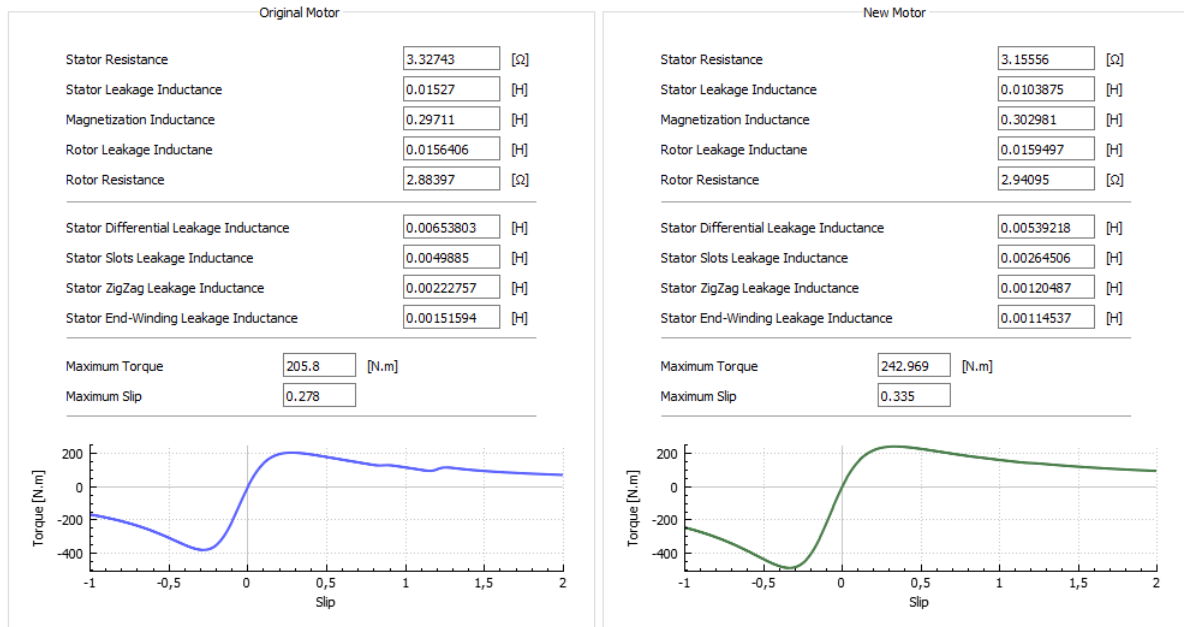 Original Motor
Stator Resistance 3.32743 [Ω]
Stator Leakage Inductance 0.01527 [H]
Magnetization Inductance 0.29711 [H]
Rotor Leakage Inductane 0.0156406 [H]
Rotor Resistance 2.88397 [Ω]
Stator Differential Leakage Inductance 0.00653803 [H]
Stator Slots Leakage Inductance 0.0049885 [H]
Stator ZigZag Leakage Inductance 0.00222757 [H]
Stator End-Winding Leakage Inductance 0.00151594 [H]
Maximum Torque 205.8 [N.m]
Maximum Slip 0.278
Torque [N.m]
200
0
-200
-400
-1 -0,5 0 0,5 1 1,5 2
Slip
New Motor
Stator Resistance 3.15556 [Ω]
Stator Leakage Inductance 0.0103875 [H]
Magnetization Inductance 0.302981 [H]
Rotor Leakage Inductane 0.0159497 [H]
Rotor Resistance 2.94095 [Ω]
Stator Differential Leakage Inductance 0.00539218 [H]
Stator Slots Leakage Inductance 0.00264506 [H]
Stator ZigZag Leakage Inductance 0.00120487 [H]
Stator End-Winding Leakage Inductance 0.00114537 [H]
Maximum Torque 242.969 [N.m]
Maximum Slip 0.335
Torque [N.m]
200
0
-200
-400
-1 -0,5 0 0,5 1 1,5 2
Slip